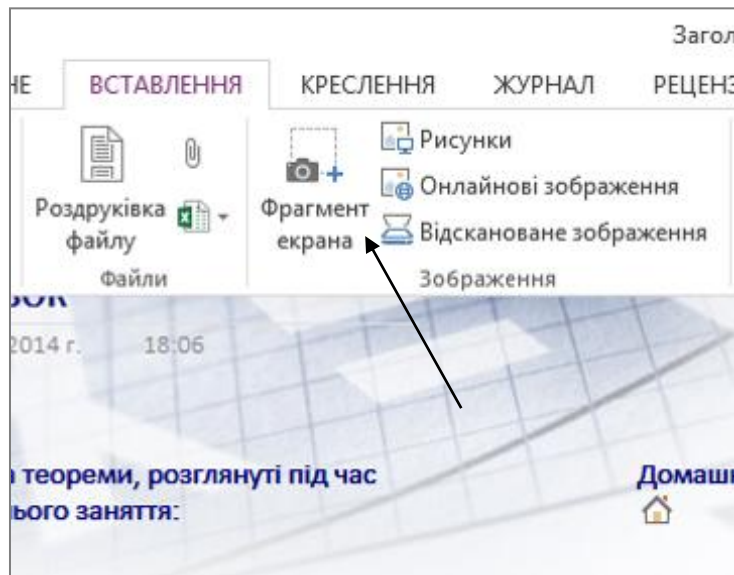 Загол
НЕ ВСТАВЛЕННЯ КРЕСЛЕННЯ ЖУРНАЛ РЕЦЕНЗ
Роздруківка
файлу
Файли
Фрагмент
екрана
Рисунки
Онлайнові зображення
Відскановане зображення
Зображення
2014 г. 18:06
теореми, розглянуті під час
ього заняття:
Домашн